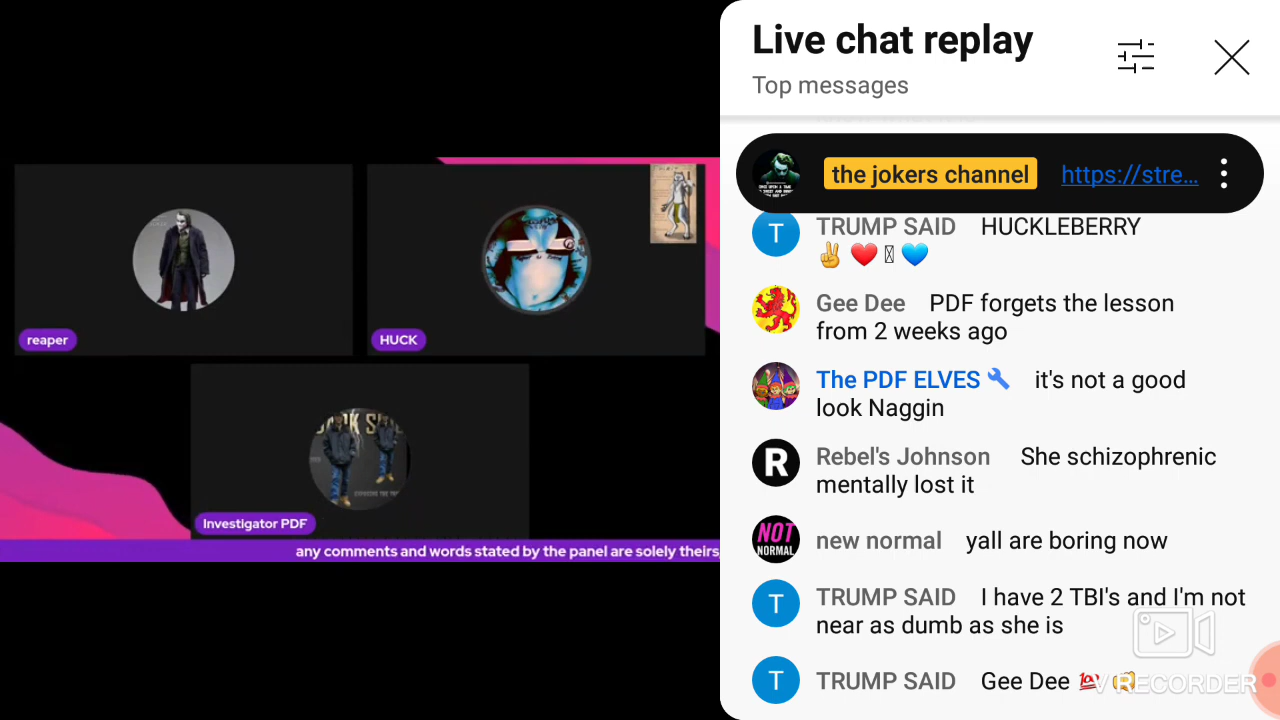 Live chat replay
Top messages
the jokers channel https://stre...
TRUMP SAID HUCKLEBERRY
✌️ ❤️ 💙
Gee Dee PDF forgets the lesson
from 2 weeks ago
The PDF ELVES it's not a good
look Naggin
Rebel's Johnson She schizophrenic
mentally lost it
NOT
NORMAL
new normal yall are boring now
TRUMP SAID I have 2 TBI's and I'm not
near as dumb as she is
TRUMP SAID Gee Dee 💯
T
T
T
R
reaper
HUCK
Investigator PDF
any comments and words stated by the panel are solely theirs,
V RECORDER